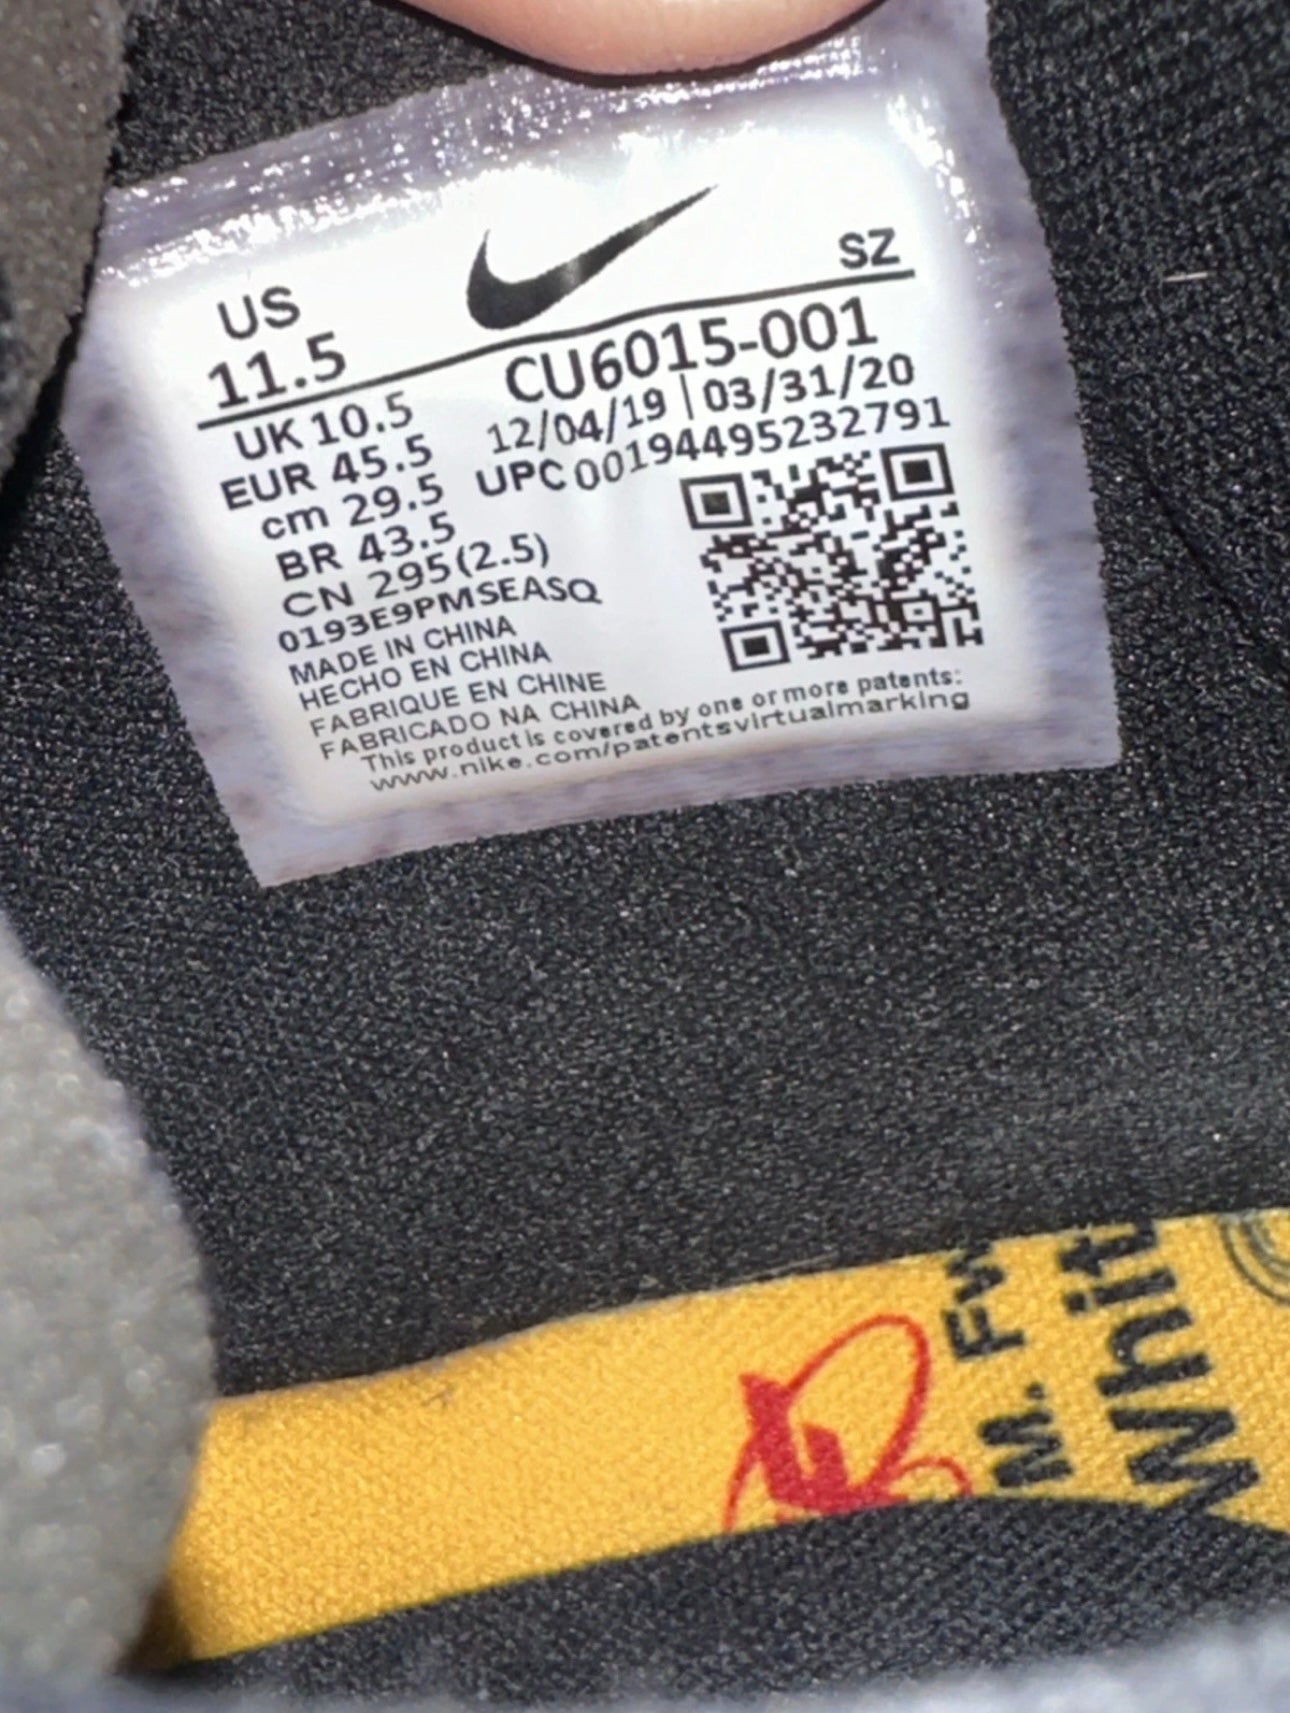 US
SZ
11.5
CU6015-001
UK 10.5
12/04/19 | 03/31/20
EUR 45.5
UPC 00194495232791
cm 29.5
BR 43.5
CN 295(2.5)
0193E9PMSEASQ
MADE IN CHINA
HECHO EN CHINA
FABRIQUE EN CHINE
FABRICADO NA CHINA
This product is covered by one or more patents:
www.nike.com/patentsvirtualmarking
M.